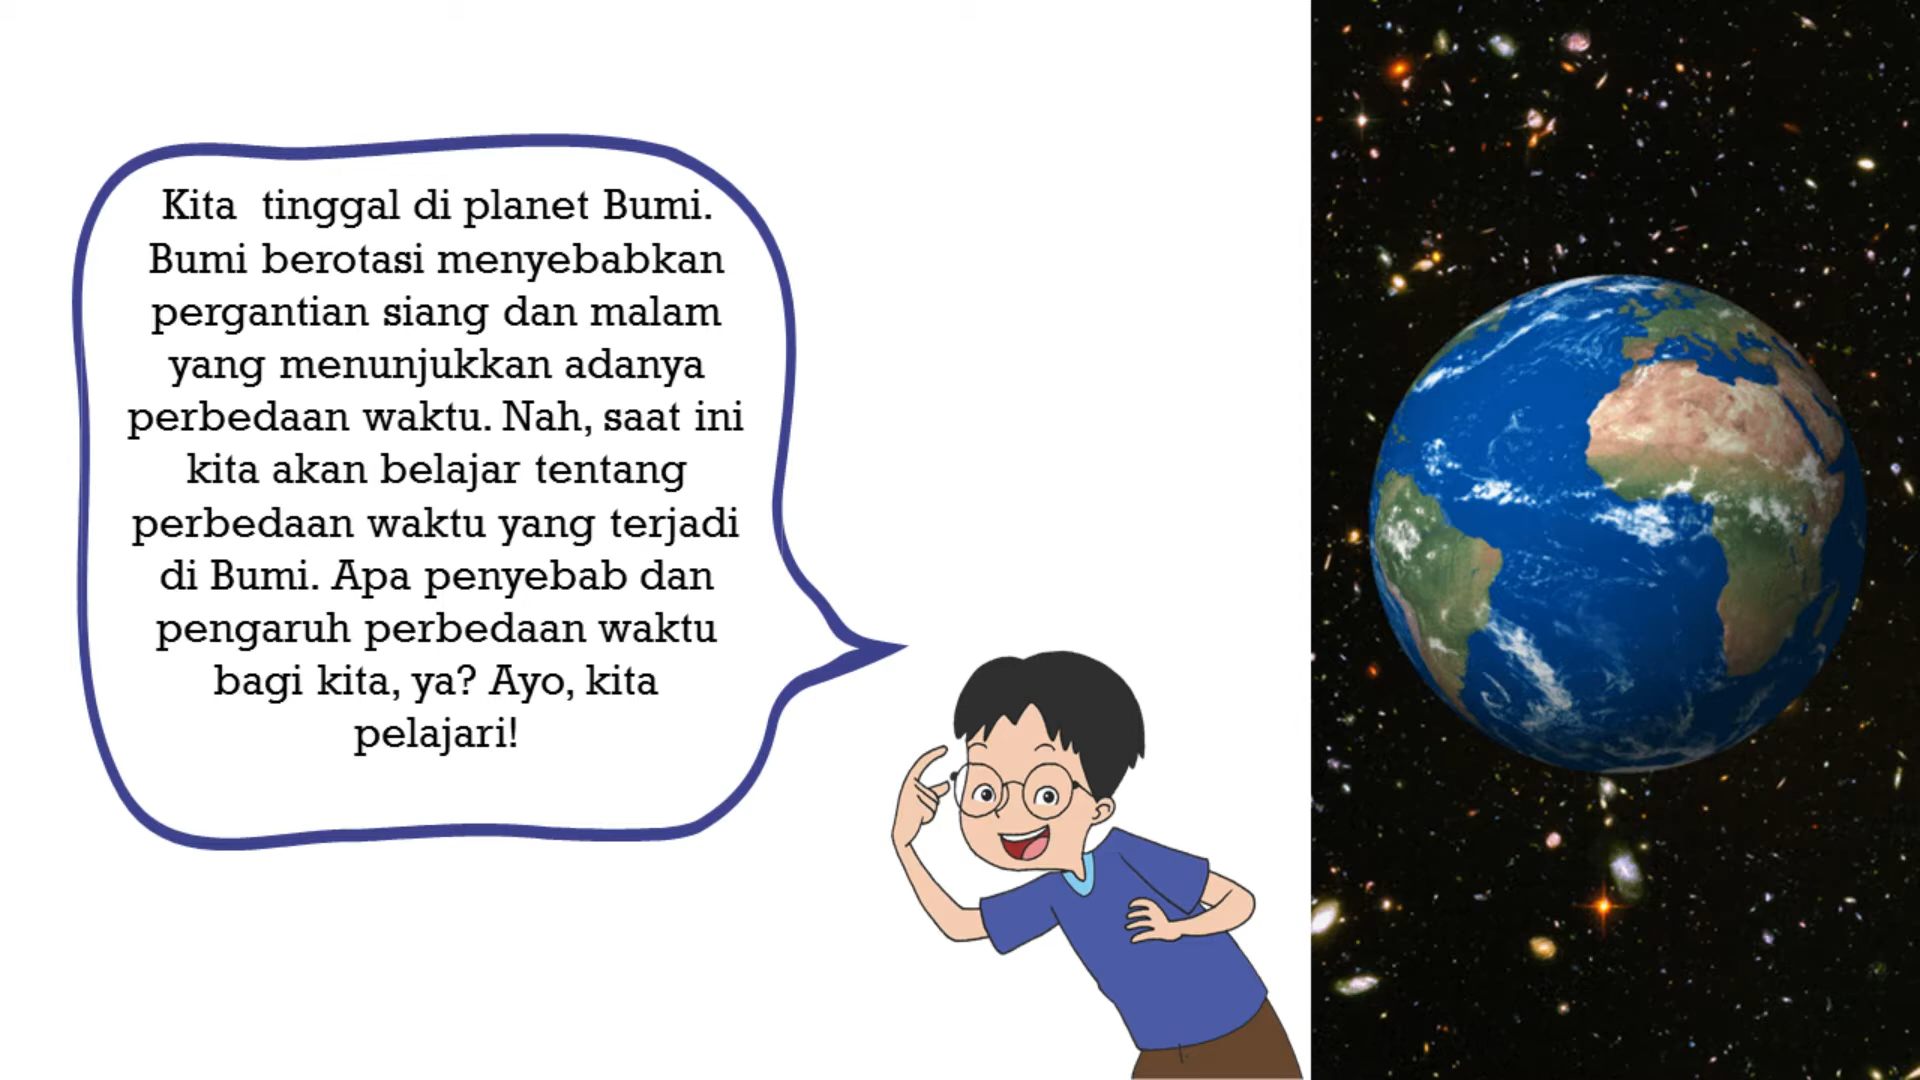 Kita  tinggal di planet Bumi.
Bumi berotasi menyebabkan
pergantian siang dan malam
yang menunjukkan adanya
perbedaan waktu. Nah, saat ini
kita akan belajar tentang
perbedaan waktu yang terjadi
di Bumi. Apa penyebab dan
pengaruh perbedaan waktu
bagi kita, ya? Ayo, kita
pelajari!